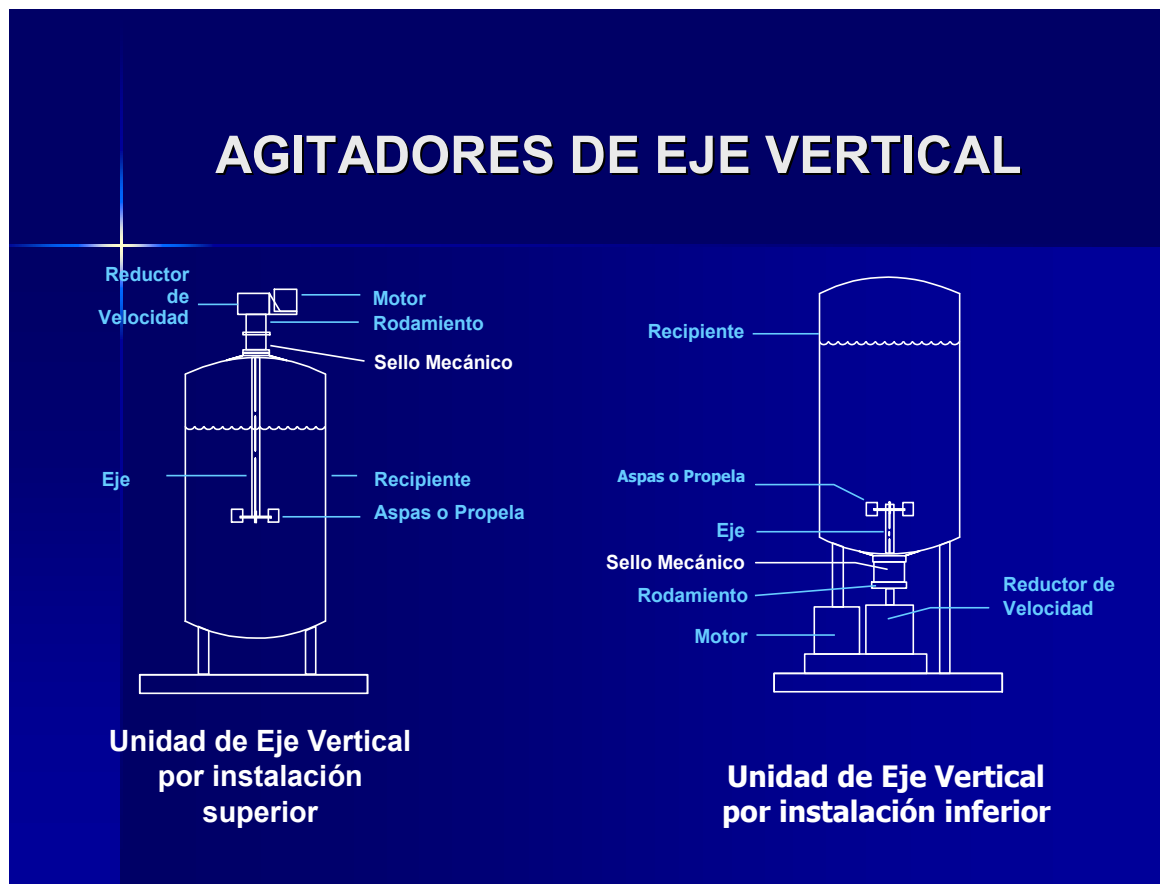 AGITADORES DE EJE VERTICAL
Reductor
de
Velocidad
Motor
Rodamiento
Sello Mecánico
Eje
Recipiente
Aspas o Propela
Unidad de Eje Vertical
por instalación
superior
Recipiente
Aspas o Propela
Eje
Sello Mecánico
Rodamiento
Motor
Reductor de
Velocidad
Unidad de Eje Vertical
por instalación inferior